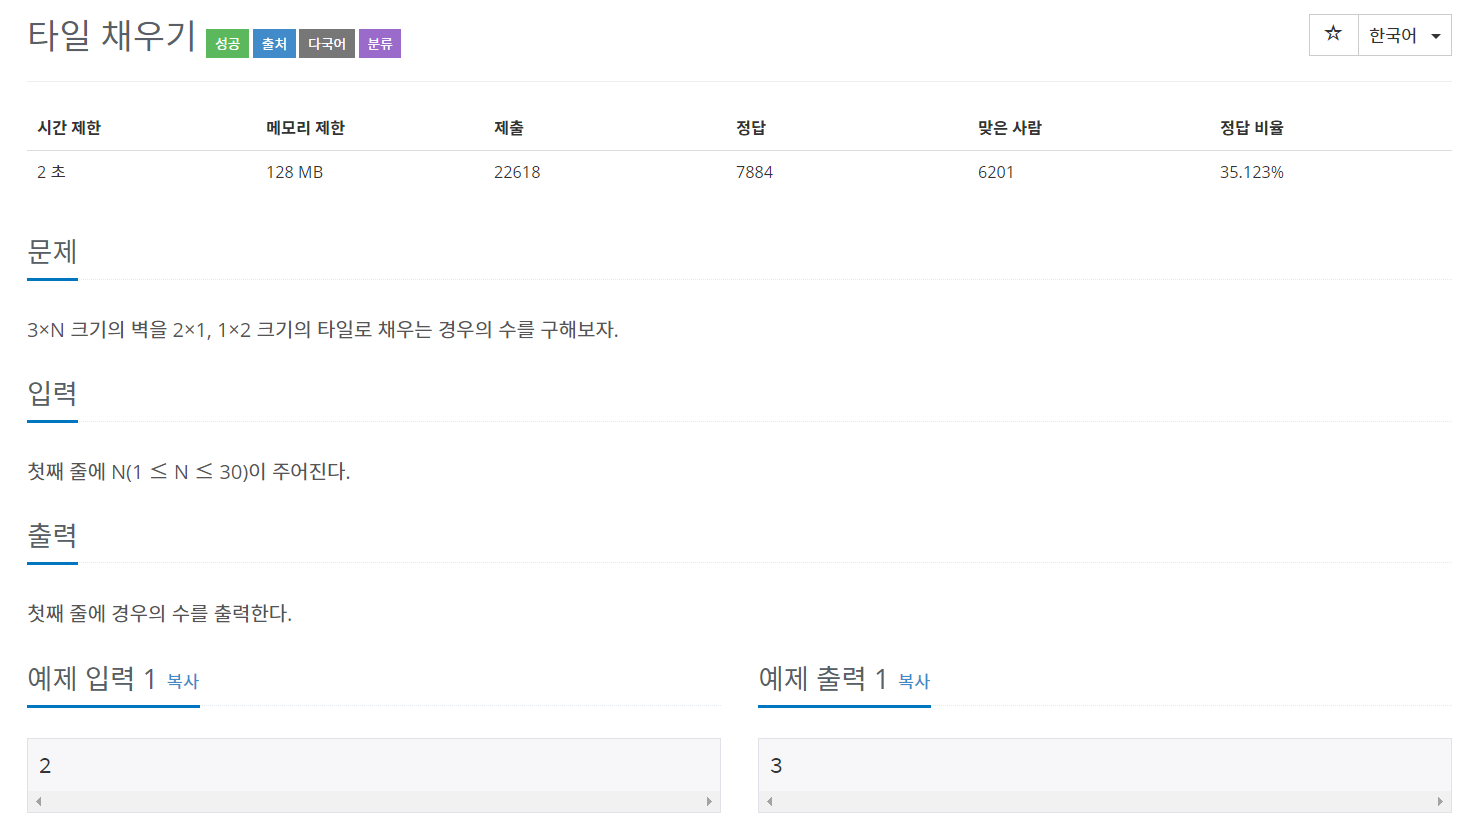 타일 채우기 성공 출처 다국어 분류 ☆ 한국어
시간 제한 메모리 제한 제출 정답 맞은 사람 정답 비율
2 초 128 MB 22618 7884 6201 35.123%
문제
3×N 크기의 벽을 2×1, 1×2 크기의 타일로 채우는 경우의 수를 구해보자.
입력
첫째 줄에 N(1 ≤ N ≤ 30)이 주어진다.
출력
첫째 줄에 경우의 수를 출력한다.
예제 입력 1 복사 예제 출력 1 복사
2 3